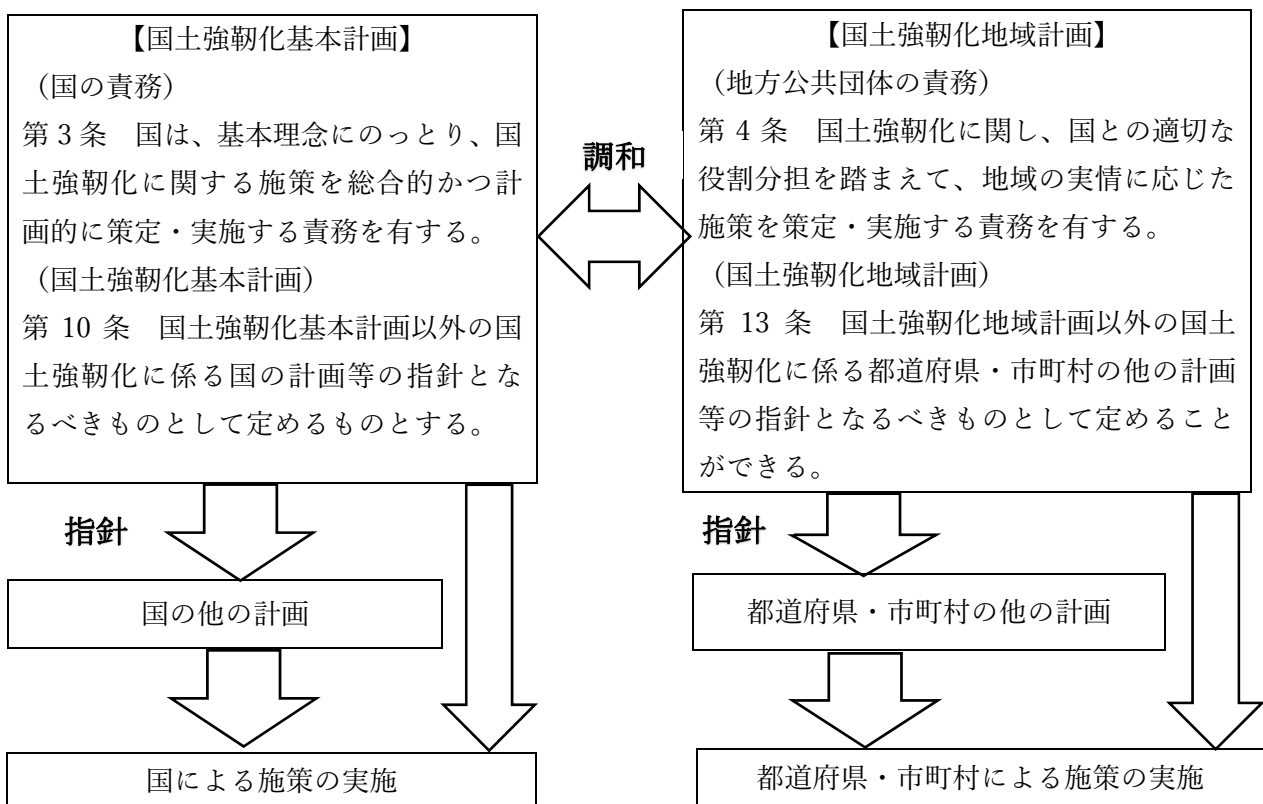 【国土強靭化基本計画】
（国の責務）
第３条　国は、基本理念にのっとり、国
土強靭化に関する施策を総合的かつ計
画的に策定・実施する責務を有する。
（国土強靭化基本計画）
第 10 条　国土強靭化基本計画以外の国
土強靭化に係る国の計画等の指針とな
るべきものとして定めるものとする。
調和
【国土強靭化地域計画】
（地方公共団体の責務）
第 4 条　国土強靭化に関し、国との適切な
役割分担を踏まえて、地域の実情に応じた
施策を策定・実施する責務を有する。
（国土強靭化地域計画）
第 13 条　国土強靭化地域計画以外の国土
強靭化に係る都道府県・市町村の他の計画
等の指針となるべきものとして定めること
ができる。
指針
国の他の計画
国による施策の実施
指針
都道府県・市町村の他の計画
都道府県・市町村による施策の実施